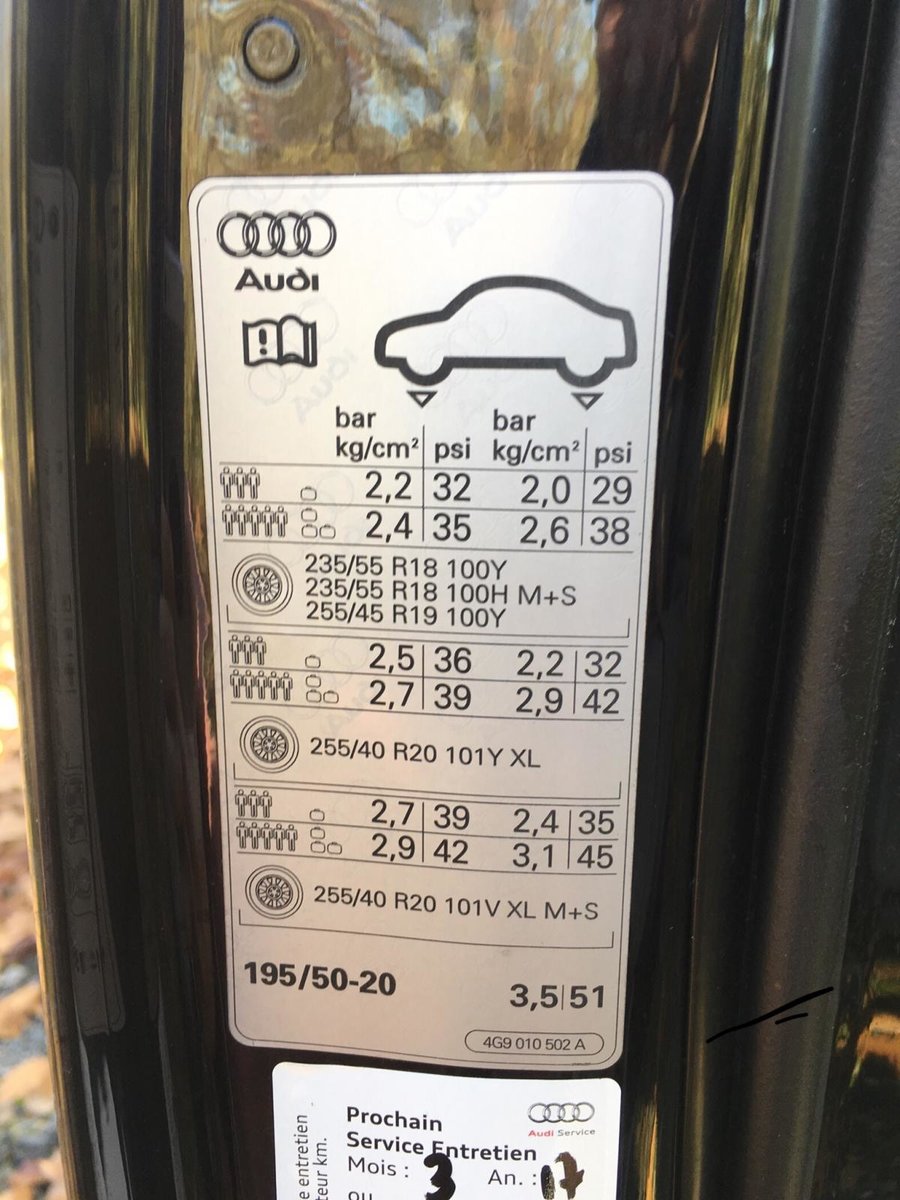 Audi
bar bar
kg/cm² psi kg/cm² psi
2,2 32 2,0 29
2,4 35 2,6 38
235/55 R18 100Y
235/55 R18 100H M+S
255/45 R19 100Y
2,5 36 2,2 32
2,7 39 2,9 42
255/40 R20 101Y XL
2,7 39 2,4 35
2,9 42 3,1 45
255/40 R20 101V XL M+S
195/50-20 3,5|51
4G9 010 502 A
Prochain
Service Entretien
Audi Service
Mois : 3 An. : 17
ou
e entretien
teur km.